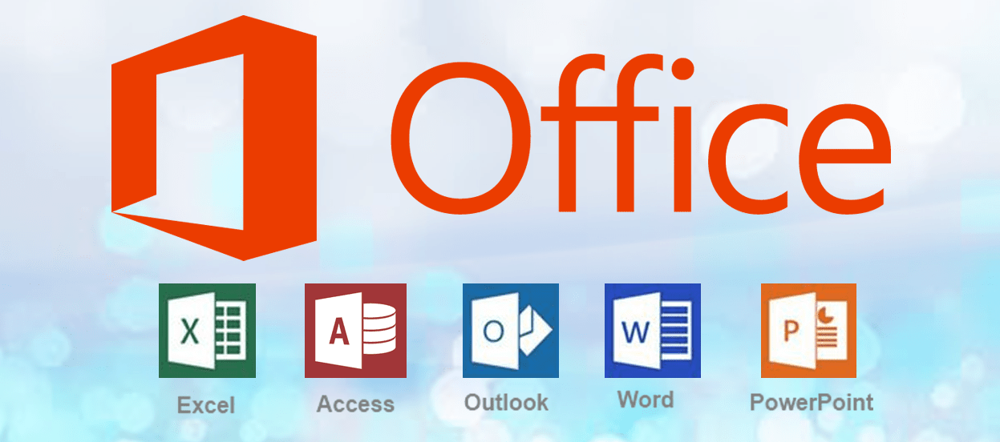 Office
X
A
O
W
P
Excel
Access
Outlook
Word
PowerPoint